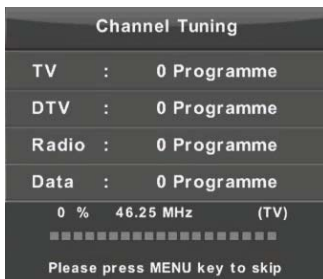 Channel Tuning
TV : 0 Programme
DTV : 0 Programme
Radio : 0 Programme
Data : 0 Programme
0 % 46.25 MHz (TV)
Please press MENU key to skip